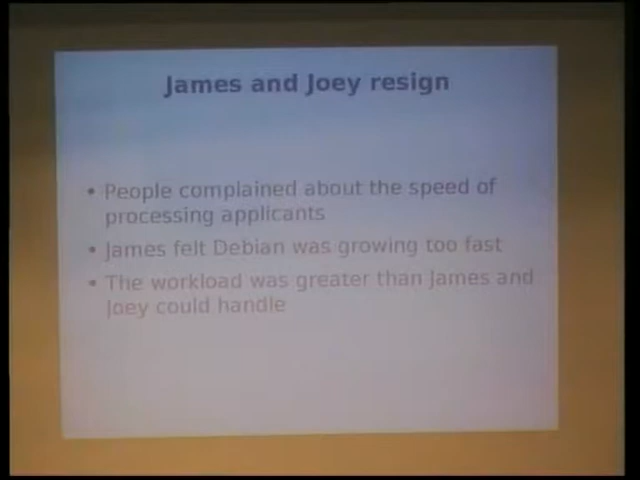 James and Joey resign
• People complained about the speed of
processing applicants
• James felt Debian was growing too fast
• The workload was greater than James and
Joey could handle